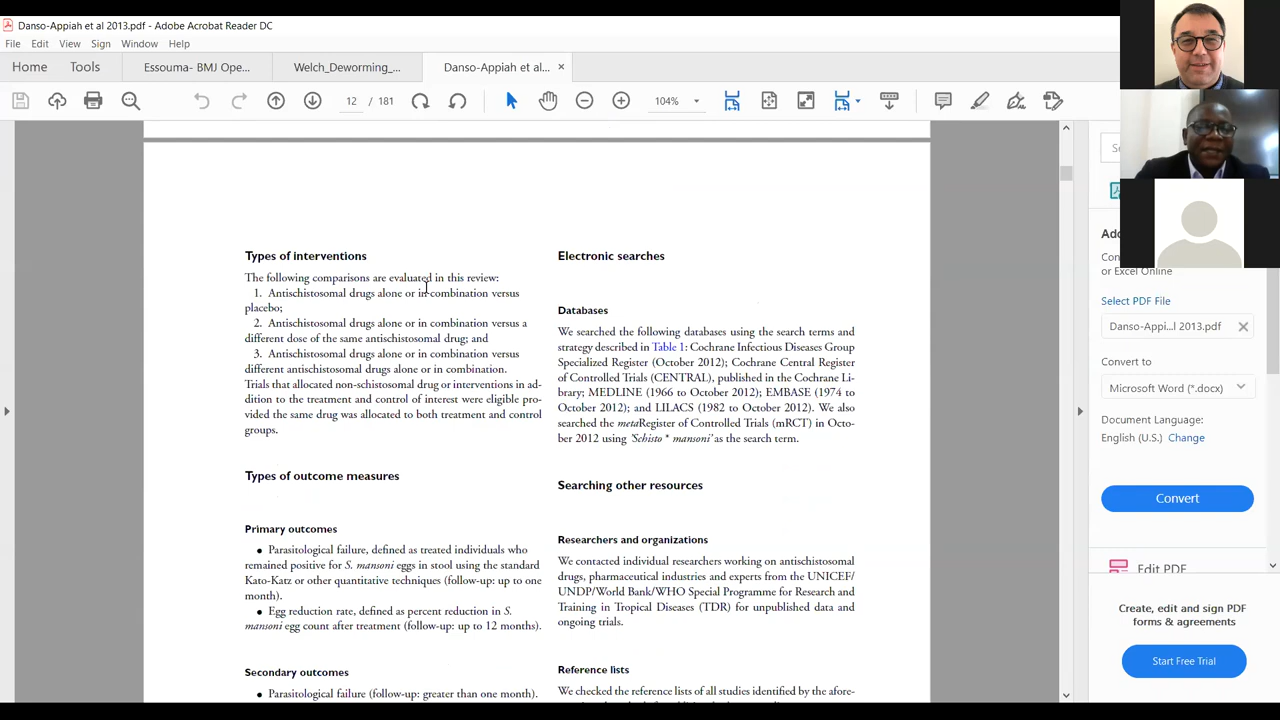 Danso-Appiah et al 2013.pdf - Adobe Acrobat Reader DC
File Edit View Sign Window Help
Home Tools Essouma- BMJ Ope... Welch_Deworming_... Danso-Appiah et al...
12 / 181 104%
Types of interventions
The following comparisons are evaluated in this review:
1. Antischistosomal drugs alone or in combination versus
placebo;
2. Antischistosomal drugs alone or in combination versus a
different dose of the same antischistosomal drug; and
3. Antischistosomal drugs alone or in combination versus
different antischistosomal drugs alone or in combination.
Trials that allocated non-schistosomal drug or interventions in ad-
dition to the treatment and control of interest were eligible pro-
vided the same drug was allocated to both treatment and control
groups.
Types of outcome measures
Primary outcomes
• Parasitological failure, defined as treated individuals who
remained positive for S. mansoni eggs in stool using the standard
Kato-Katz or other quantitative techniques (follow-up: up to one
month).
• Egg reduction rate, defined as percent reduction in S.
mansoni egg count after treatment (follow-up: up to 12 months).
Secondary outcomes
• Parasitological failure (follow-up: greater than one month).
Electronic searches
Databases
We searched the following databases using the search terms and
strategy described in Table 1: Cochrane Infectious Diseases Group
Specialized Register (October 2012); Cochrane Central Register
of Controlled Trials (CENTRAL), published in the Cochrane Li-
brary; MEDLINE (1966 to October 2012); EMBASE (1974 to
October 2012); and LILACS (1982 to October 2012). We also
searched the metaRegister of Controlled Trials (mRCT) in Octo-
ber 2012 using 'Schisto * mansoni' as the search term.
Searching other resources
Researchers and organizations
We contacted individual researchers working on antischistosomal
drugs, pharmaceutical industries and experts from the UNICEF/
UNDP/World Bank/WHO Special Programme for Research and
Training in Tropical Diseases (TDR) for unpublished data and
ongoing trials.
Reference lists
We checked the reference lists of all studies identified by the afore-
or Excel Online
Select PDF File
Danso-Appi...l 2013.pdf
Convert to
Microsoft Word (*.docx)
Document Language:
English (U.S.) Change
Convert
Edit PDF
Create, edit and sign PDF
forms & agreements
Start Free Trial